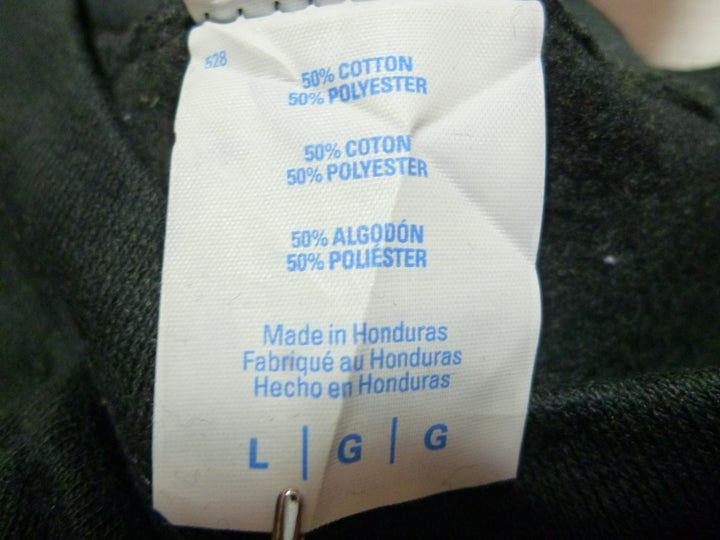 528
50% COTTON
50% POLYESTER
50% COTON
50% POLYESTER
50% ALGODÓN
50% POLIÉSTER
Made in Honduras
Fabriqué au Honduras
Hecho en Honduras
L | G | G